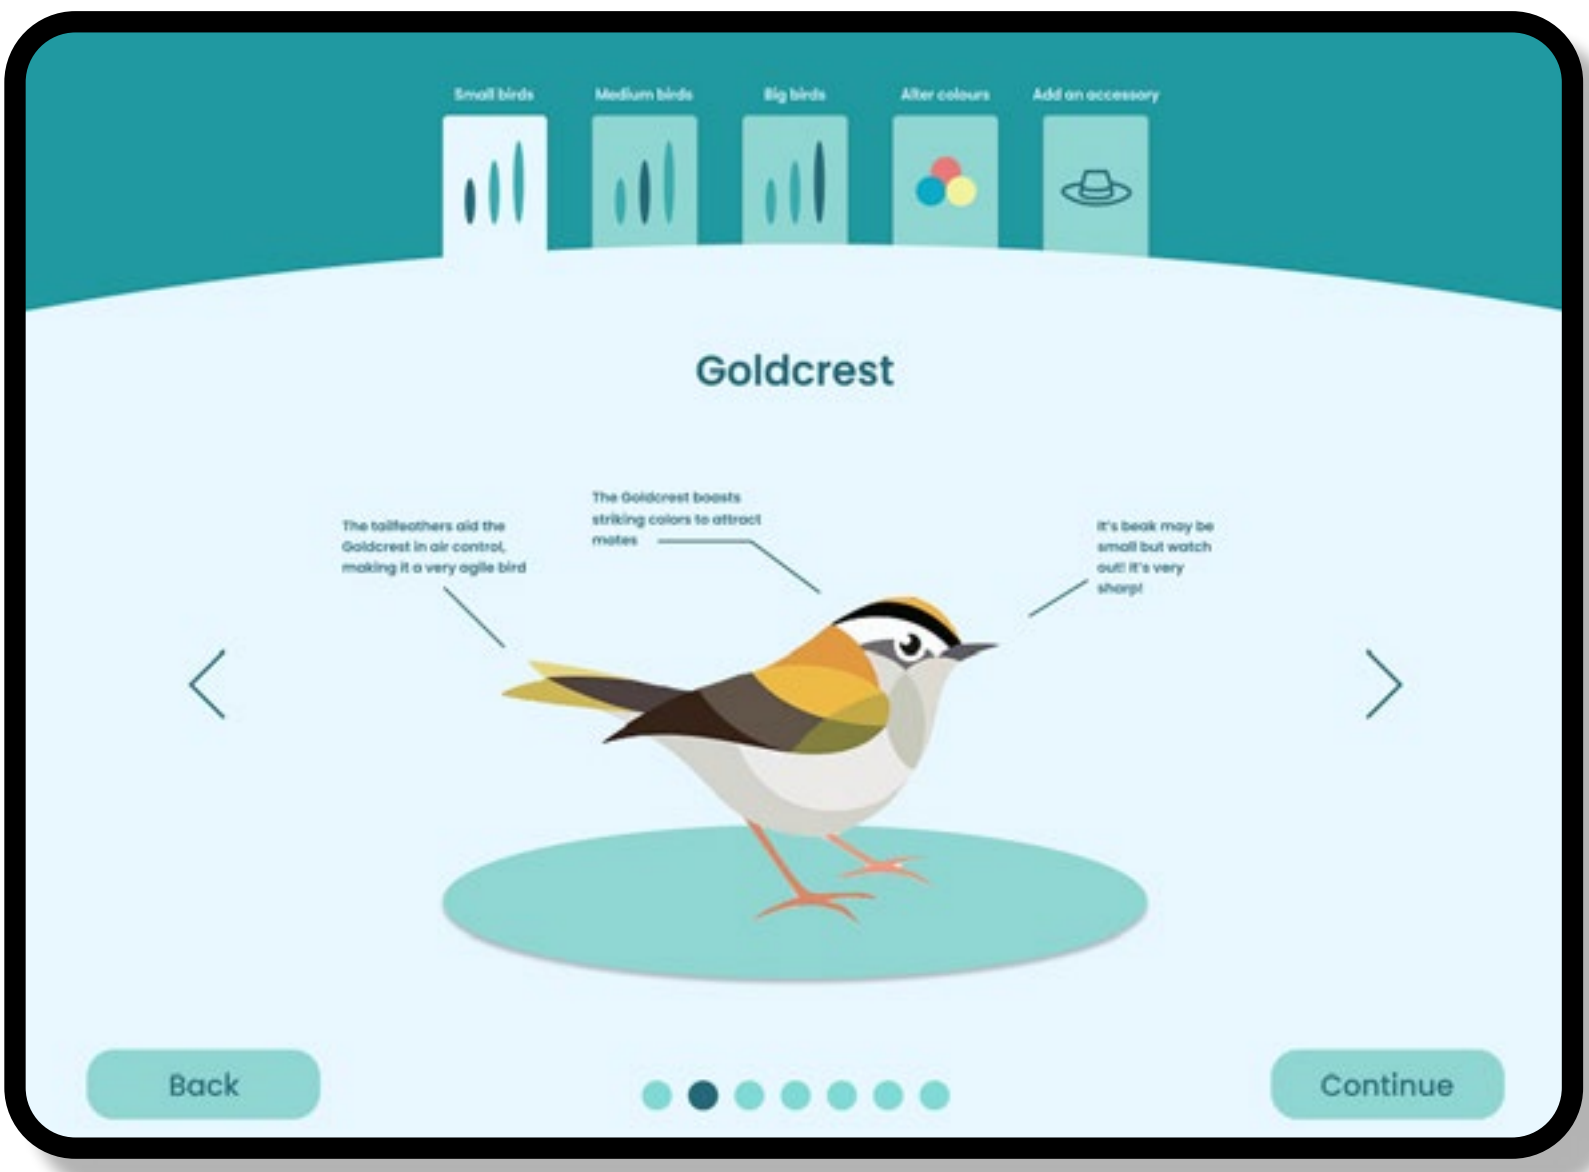 Small birds
Medium birds
Big birds
Alter colours
Add an accessory
Goldcrest
The tailfeathers aid the
Goldcrest in air control,
making it a very agile bird
The Goldcrest boasts
striking colors to attract
mates
It's beak may be
small but watch
out! It's very
sharp!
Back
Continue